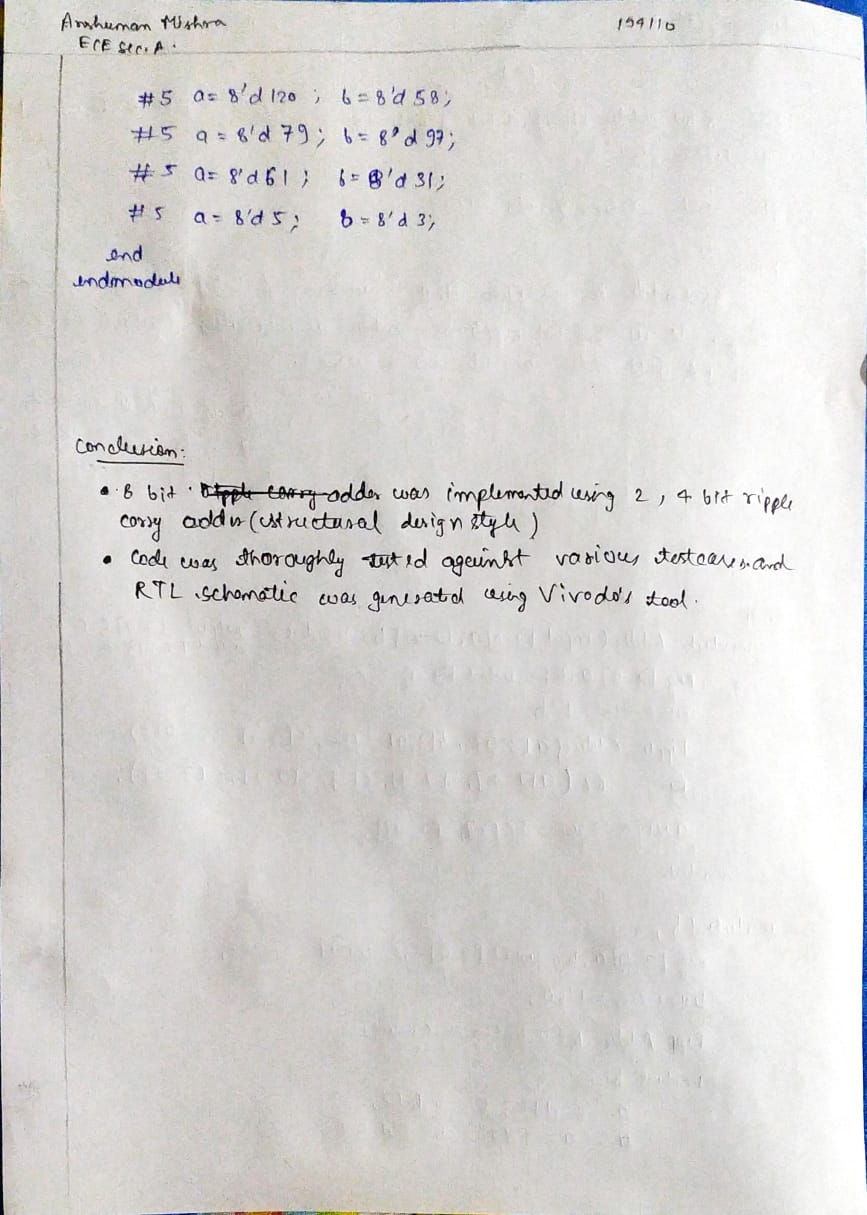 Anshuman Mishra 194110
ECE Sec. A.
#5 a= 8'd 120 ; b = 8'd 58;
#5 a = 8'd 79; b = 8'd 97;
#5 a= 8'd 61; b= 8'd 31;
#5 a= 8'd 5; b = 8'd 3;
end
endmodule
Conclusion:
• 8 bit ripple carry adder was implemented using 2, 4 bit ripple
carry adder (structural design style)
• Code was thoroughly tested against various testcases and
RTL schematic was generated using Vivado's tool.